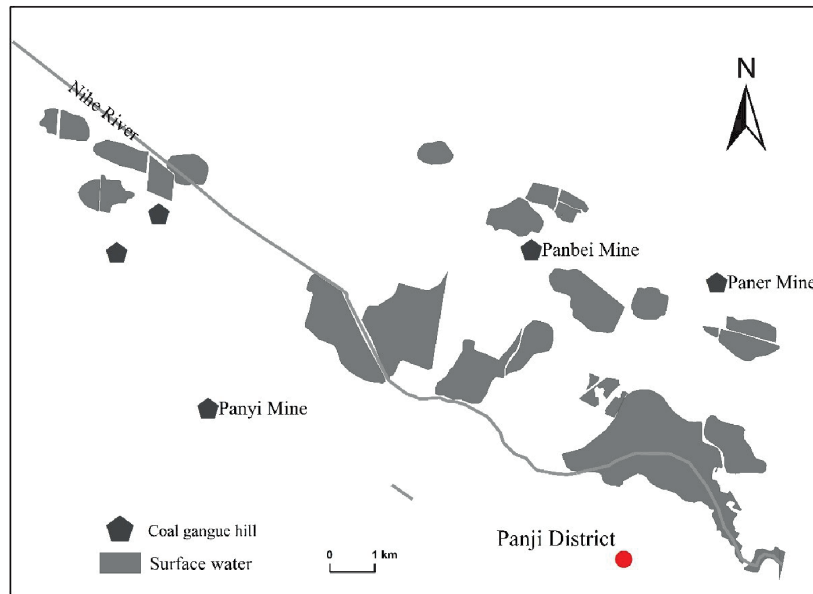 N
Nihe River
Panbei Mine
Paner Mine
Panyi Mine
Coal gangue hill
Surface water
0 1 km
Panji District